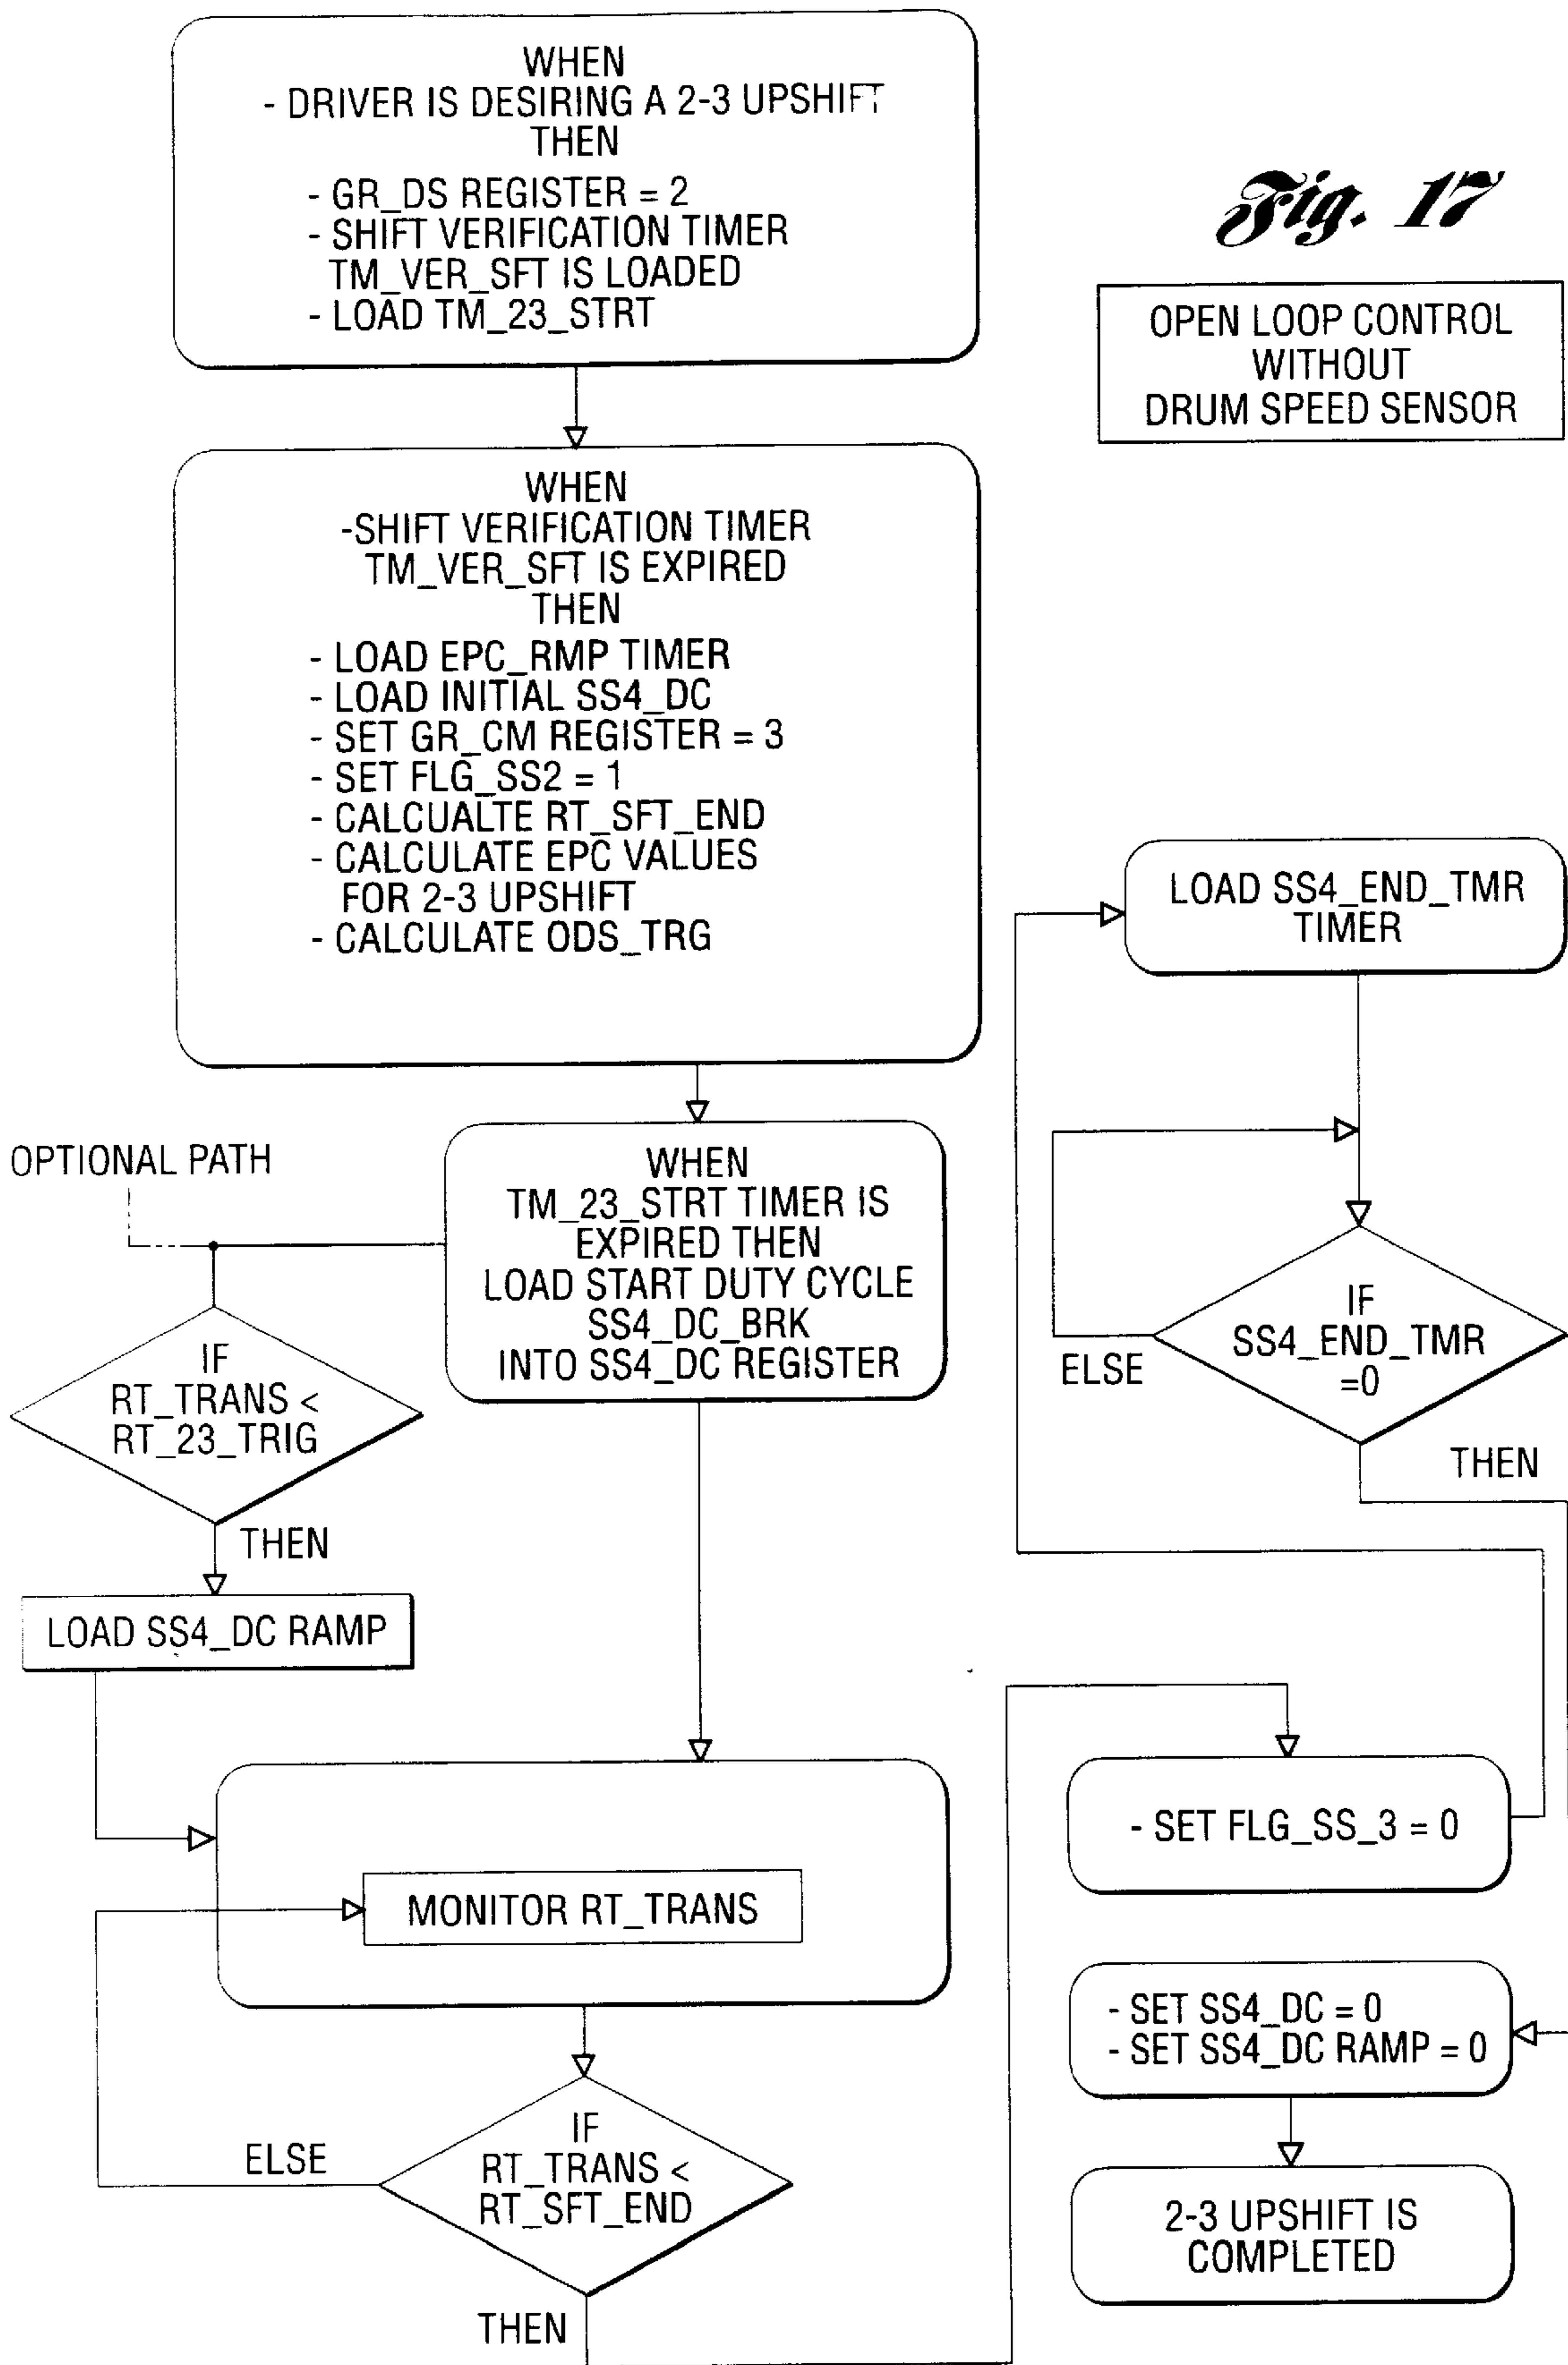 WHEN
- DRIVER IS DESIRING A 2-3 UPSHIFT
THEN
- GR_DS REGISTER = 2
- SHIFT VERIFICATION TIMER
TM_VER_SFT IS LOADED
- LOAD TM_23_STRT
Fig. 17
OPEN LOOP CONTROL
WITHOUT
DRUM SPEED SENSOR
WHEN
-SHIFT VERIFICATION TIMER
TM_VER_SFT IS EXPIRED
THEN
- LOAD EPC_RMP TIMER
- LOAD INITIAL SS4_DC
- SET GR_CM REGISTER = 3
- SET FLG_SS2 = 1
- CALCUALTE RT_SFT_END
- CALCULATE EPC VALUES
FOR 2-3 UPSHIFT
- CALCULATE ODS_TRG
OPTIONAL PATH
WHEN
TM_23_STRT TIMER IS
EXPIRED THEN
LOAD START DUTY CYCLE
SS4_DC_BRK
INTO SS4_DC REGISTER
IF
RT_TRANS <
RT_23_TRIG
THEN
LOAD SS4_DC RAMP
MONITOR RT_TRANS
IF
RT_TRANS <
RT_SFT_END
ELSE
THEN
- SET FLG_SS_3 = 0
LOAD SS4_END_TMR
TIMER
IF
SS4_END_TMR
=0
ELSE
THEN
- SET SS4_DC = 0
- SET SS4_DC RAMP = 0
2-3 UPSHIFT IS
COMPLETED